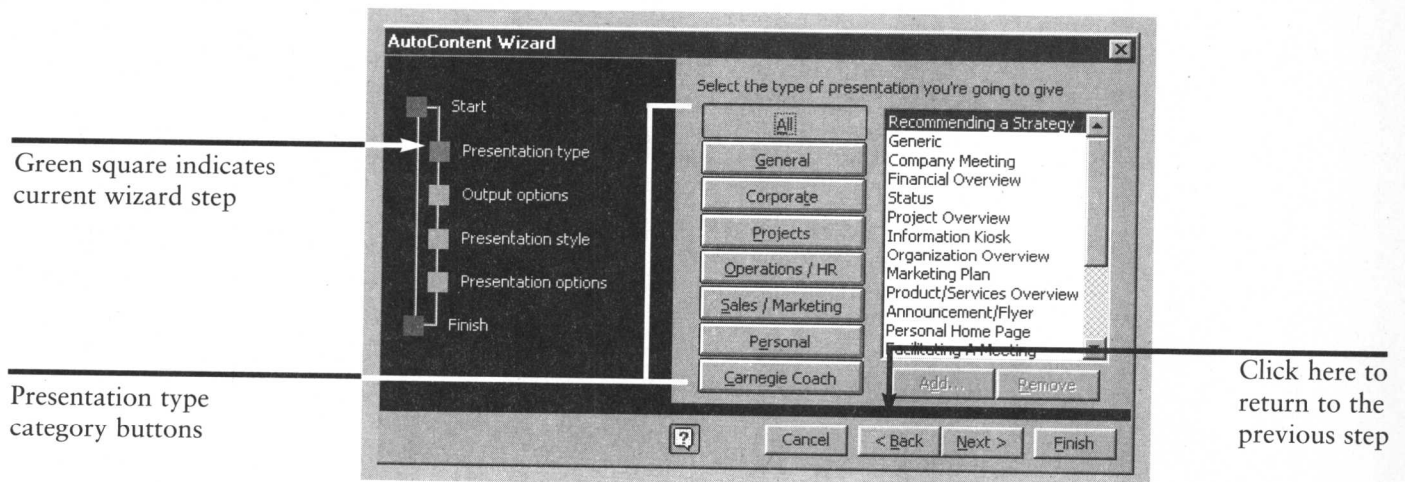 AutoContent Wizard
Start
Presentation type
Output options
Presentation style
Presentation options
Finish
Select the type of presentation you're going to give
All
General
Corporate
Projects
Operations / HR
Sales / Marketing
Personal
Carnegie Coach
Recommending a Strategy
Generic
Company Meeting
Financial Overview
Status
Project Overview
Information Kiosk
Organization Overview
Marketing Plan
Product/Services Overview
Announcement/Flyer
Personal Home Page
Facilitating A Meeting
Add...
Remove
Cancel
< Back
Next >
Finish
Green square indicates
current wizard step
Presentation type
category buttons
Click here to
return to the
previous step